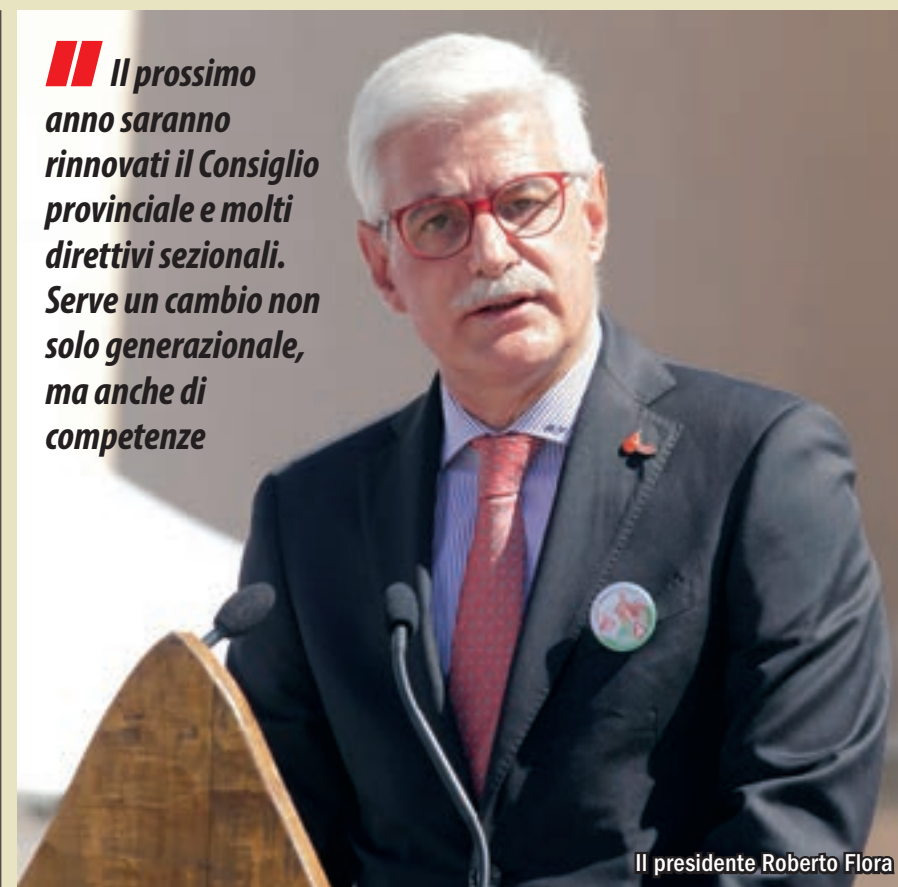 Il prossimo
anno saranno
rinnovati il Consiglio
provinciale e molti
direttivi sezionali.
Serve un cambio non
solo generazionale,
ma anche di
competenze
Il presidente Roberto Flora